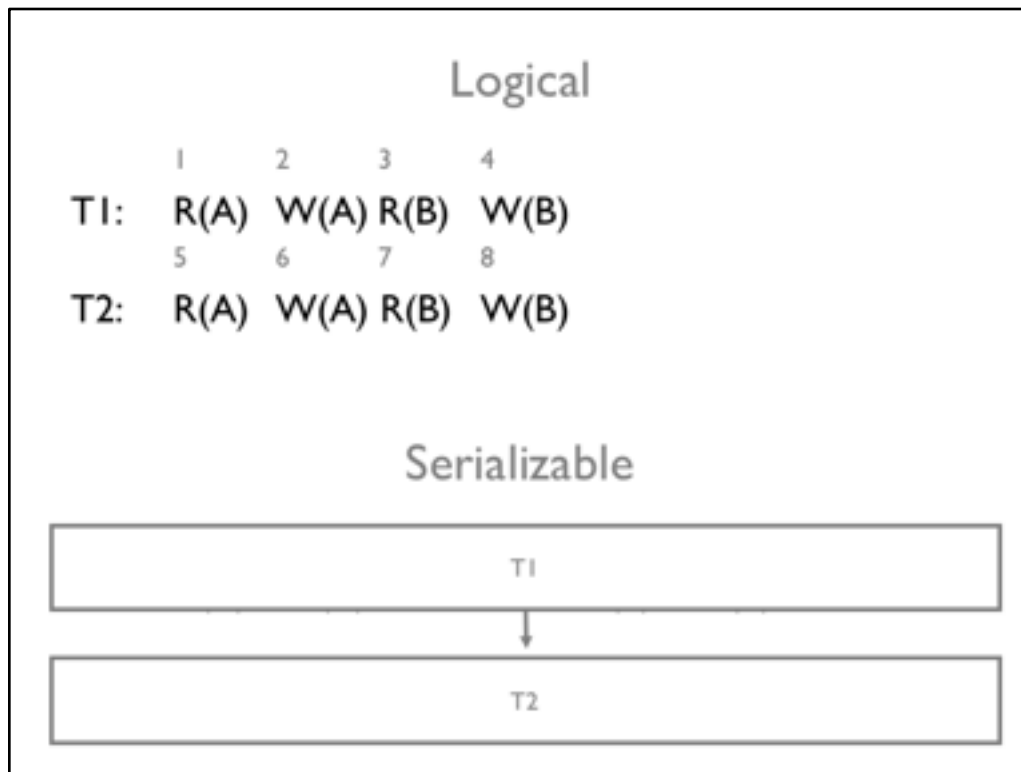 Logical
1 2 3 4
T1: R(A) W(A) R(B) W(B)
5 6 7 8
T2: R(A) W(A) R(B) W(B)
Serializable
T1
T2